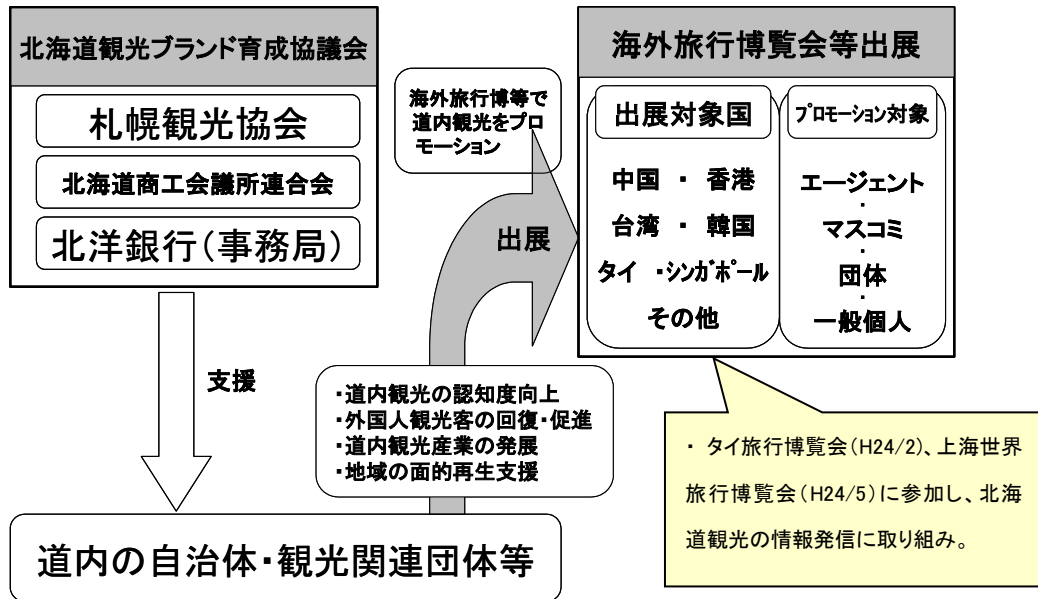 北海道観光ブランド育成協議会
札幌観光協会
北海道商工会議所連合会
北洋銀行(事務局)
支援
道内の自治体・観光関連団体等
海外旅行博等で
道内観光をプロ
モーション
出展
・道内観光の認知度向上
・外国人観光客の回復・促進
・道内観光産業の発展
・地域の面的再生支援
海外旅行博覧会等出展
出展対象国
中国 ・ 香港
台湾 ・ 韓国
タイ ・シンガポール
その他
プロモーション対象
エージェント
・
マスコミ
・
団体
・
一般個人
・ タイ旅行博覧会(H24/2)、上海世界
旅行博覧会(H24/5)に参加し、北海
道観光の情報発信に取り組み。